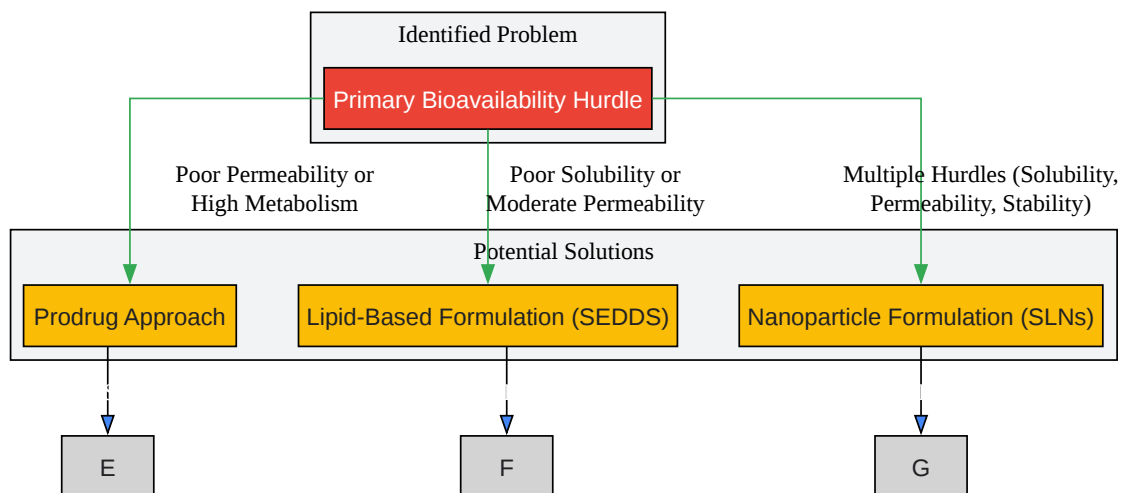 Identified Problem
Primary Bioavailability Hurdle
Poor Permeability or
High Metabolism
Poor Solubility or
Moderate Permeability
Multiple Hurdles (Solubility,
Permeability, Stability)
Potential Solutions
Prodrug Approach
Lipid-Based Formulation (SEDDS)
Nanoparticle Formulation (SLNs)
E
F
G